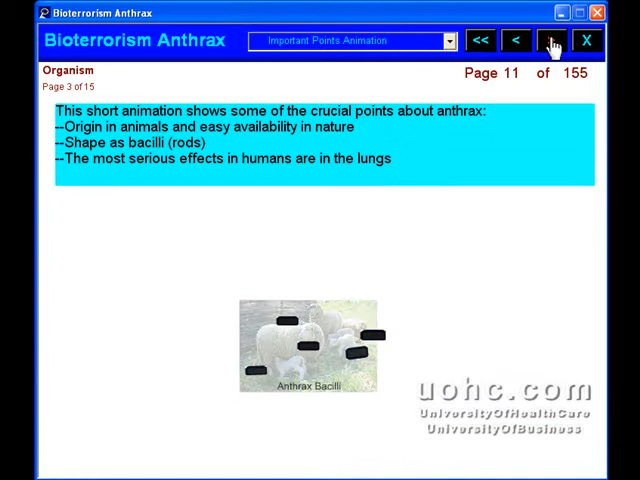 Bioterrorism Anthrax
Bioterrorism Anthrax
Important Points Animation
<< < X
Organism
Page 11 of 155
Page 3 of 15
This short animation shows some of the crucial points about anthrax:
--Origin in animals and easy availability in nature
--Shape as bacilli (rods)
--The most serious effects in humans are in the lungs
Anthrax Bacilli
uohc.com
UniversityOfHealthCare
UniversityOfBusiness